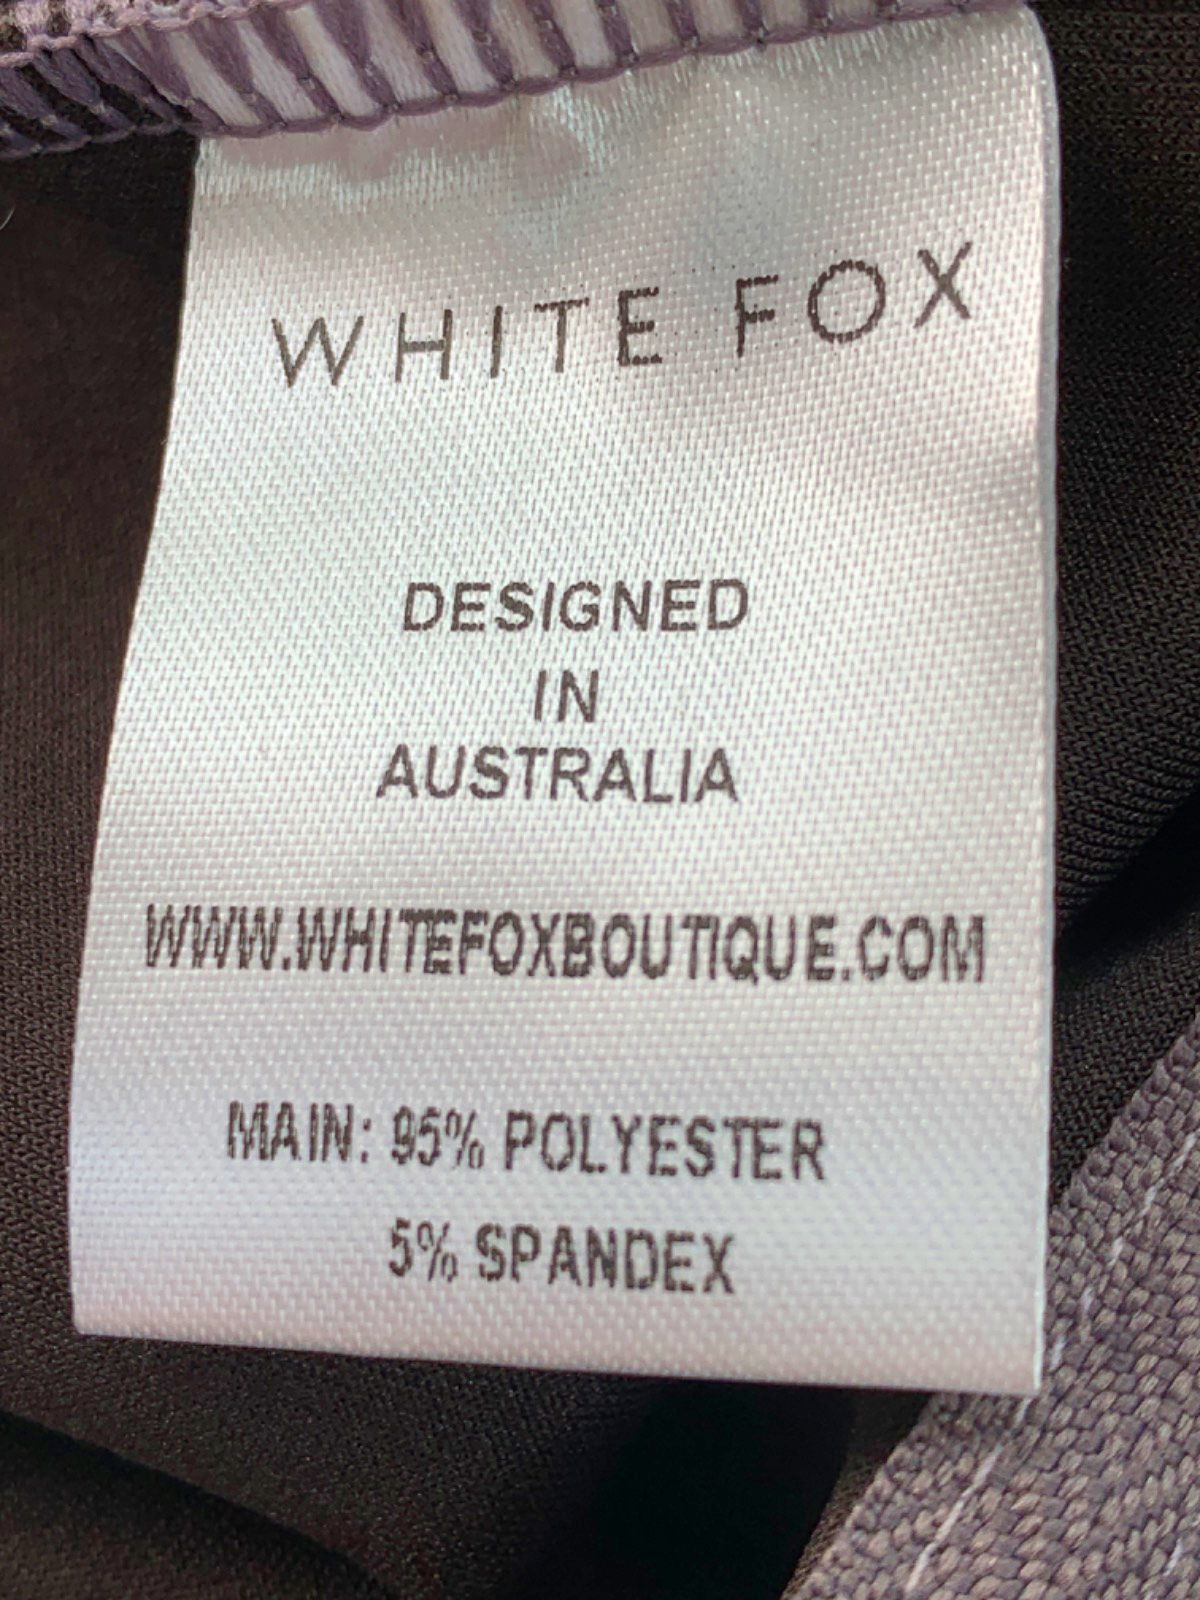 WHITE FOX
DESIGNED
IN
AUSTRALIA
WWW.WHITEFOXBOUTIQUE.COM
MAIN: 95% POLYESTER
5% SPANDEX